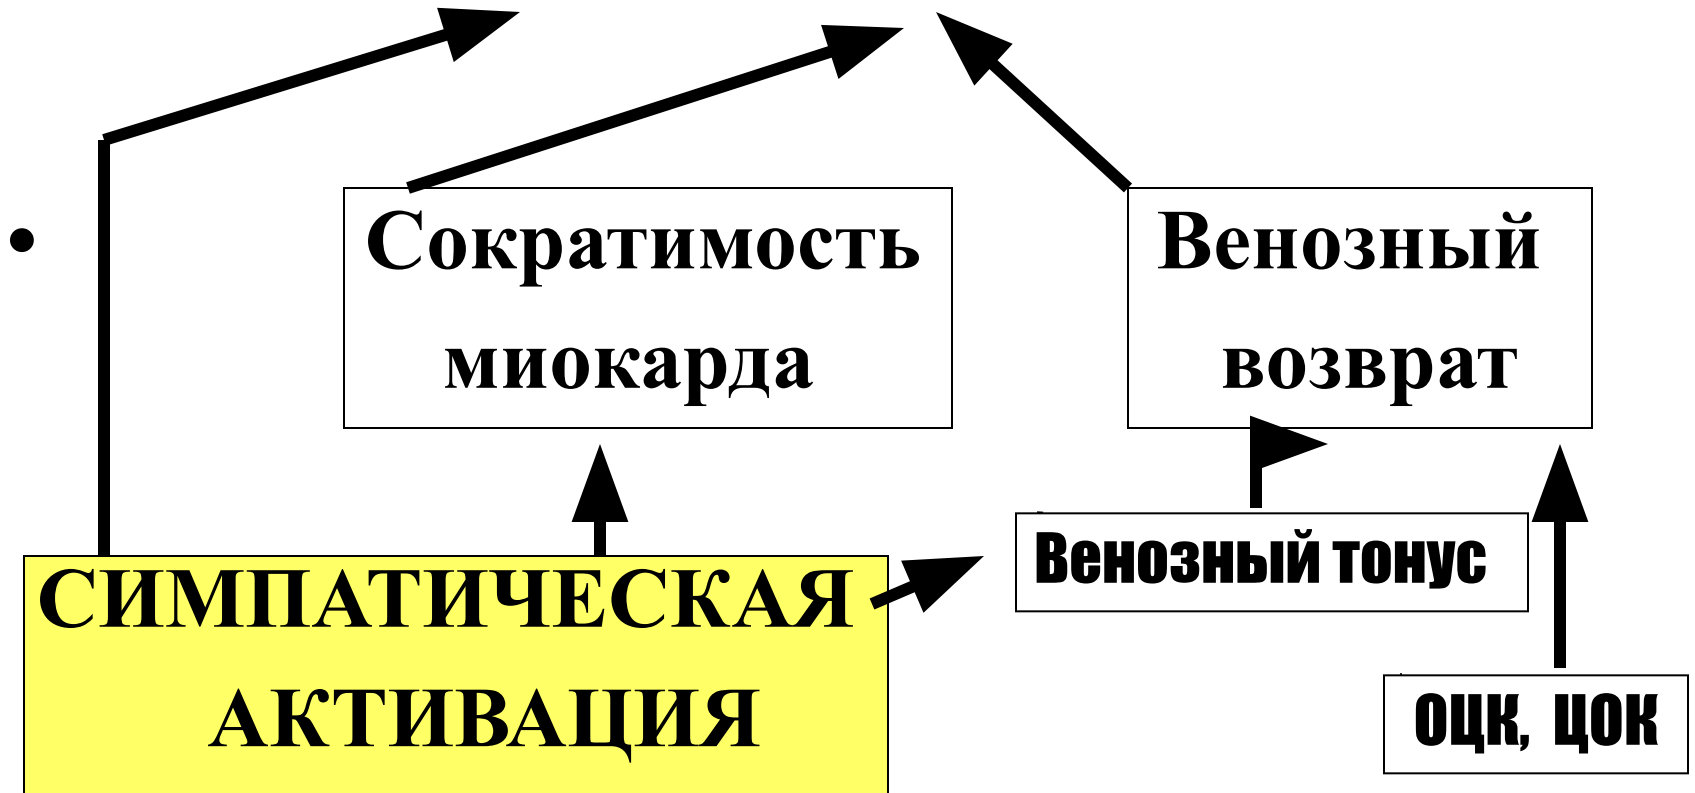 Сократимость
миокарда
Венозный
возврат
Венозный тонус
СИМПАТИЧЕСКАЯ
АКТИВАЦИЯ
ОЦК, ЦОК